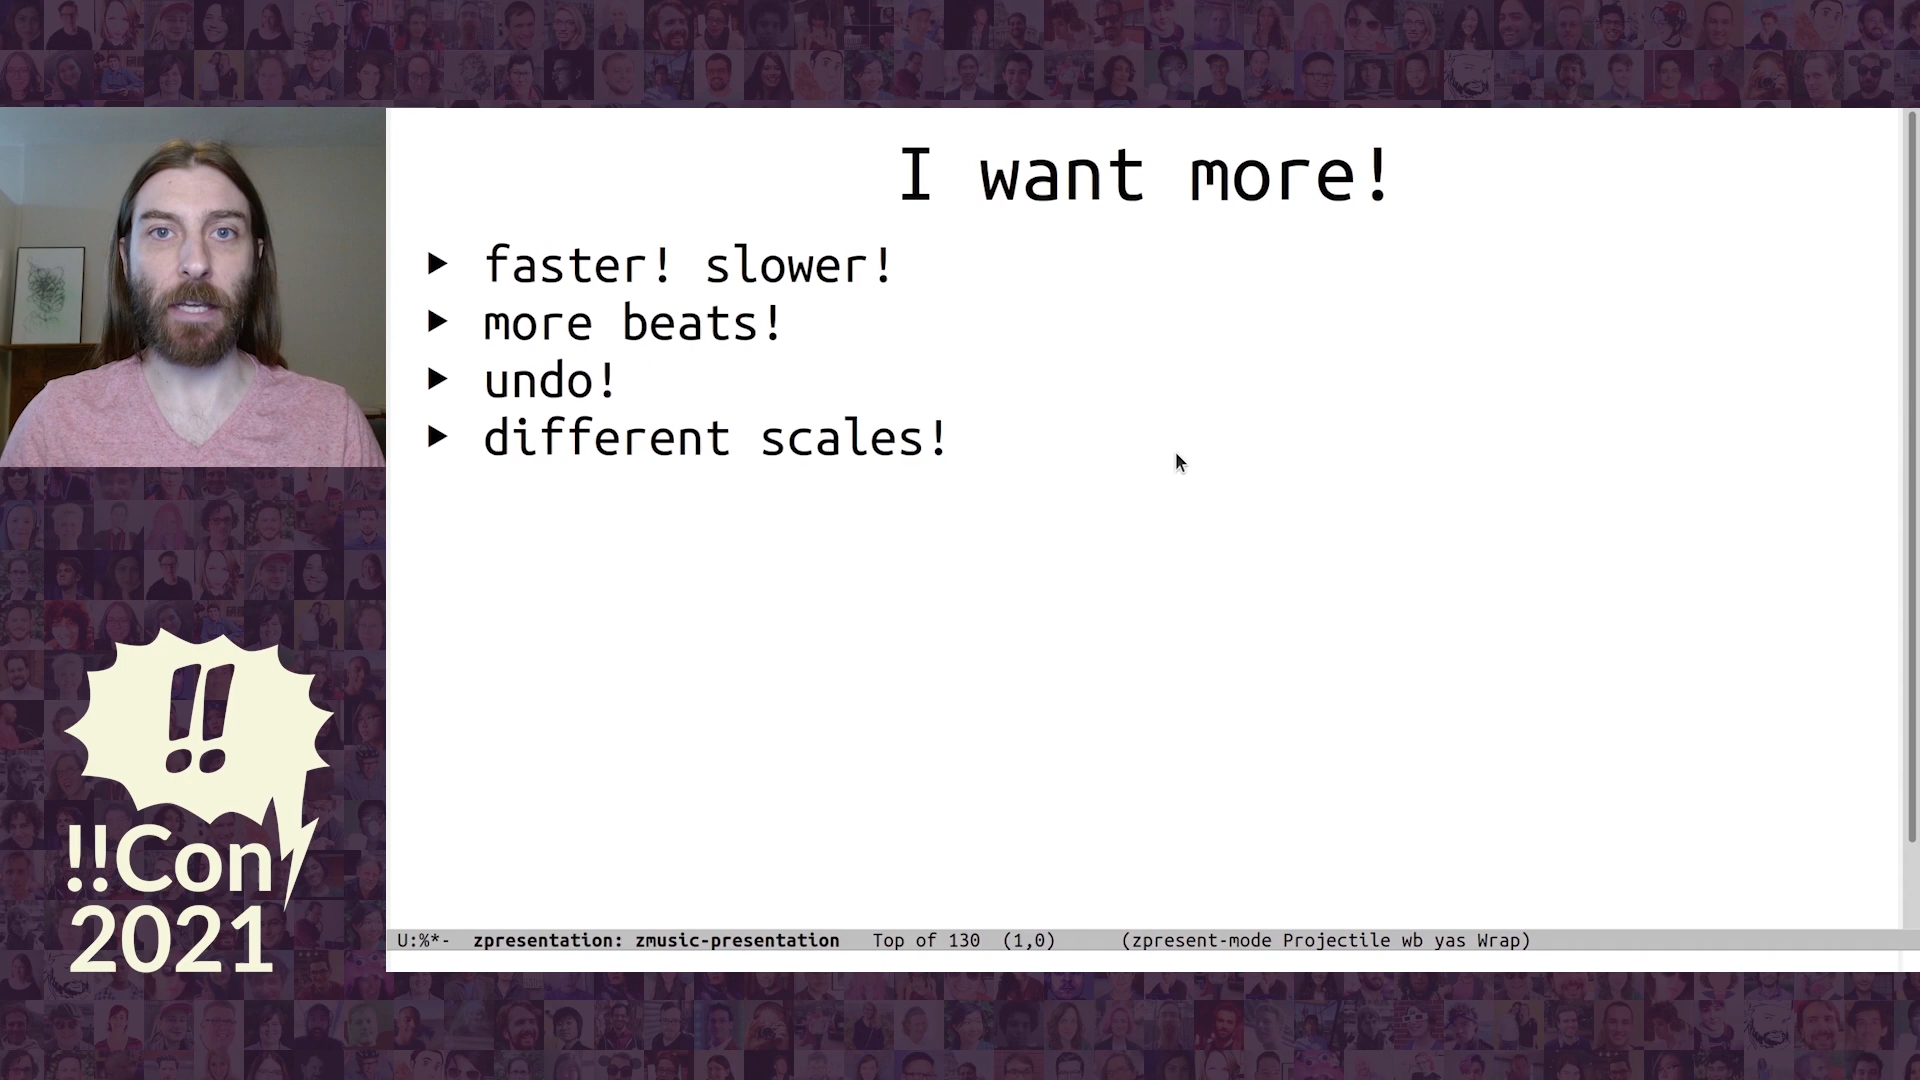 I want more!
▶ faster! slower!
▶ more beats!
▶ undo!
▶ different scales!
!!
!!Con
2021
U:%*-  zpresentation: zmusic-presentation   Top of 130  (1,0)      (zpresent-mode Projectile wb yas Wrap)